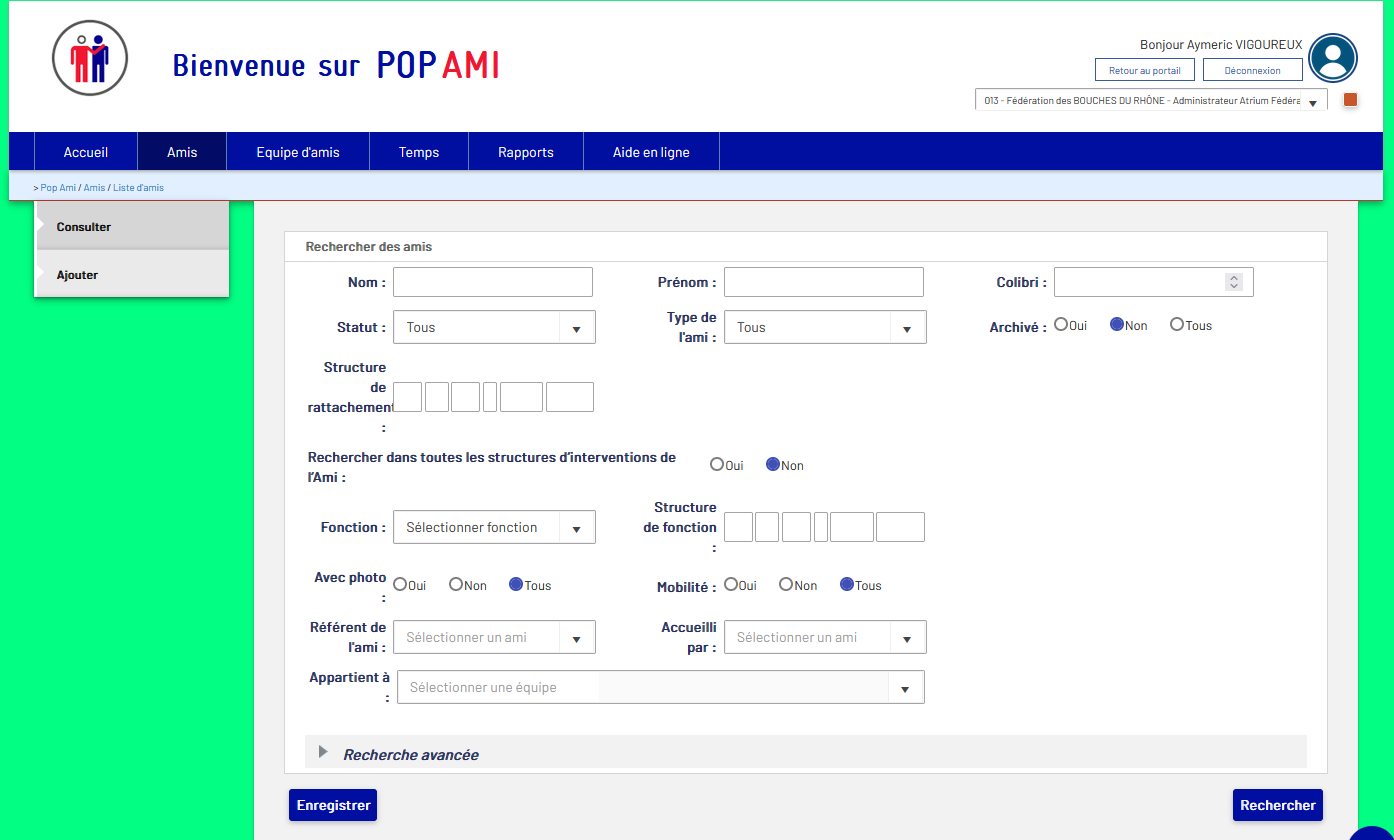 Bienvenue sur POP AMI
Bonjour Aymeric VIGOUREUX
Retour au portail
Déconnexion
013 - Fédération des BOUCHES DU RHÔNE - Administrateur Atrium Fédéra
Accueil
Amis
Equipe d'amis
Temps
Rapports
Aide en ligne
> Pop Ami / Amis / Liste d'amis
Consulter
Ajouter
Rechercher des amis
Nom :
Prénom :
Colibri :
Statut :
Tous
Type de
l'ami :
Tous
Archivé :
Oui
Non
Tous
Structure
de
rattachement
:
Rechercher dans toutes les structures d'interventions de
l'Ami :
Oui
Non
Fonction :
Sélectionner fonction
Structure
de fonction
:
Avec photo
:
Oui
Non
Tous
Mobilité :
Oui
Non
Tous
Référent de
l'ami :
Sélectionner un ami
Accueilli
par :
Sélectionner un ami
Appartient à
:
Sélectionner une équipe
Recherche avancée
Enregistrer
Rechercher